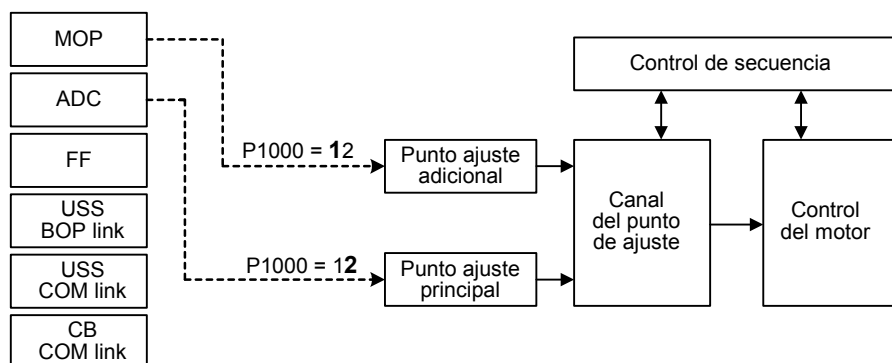 MOP
ADC
FF
USS
BOP link
USS
COM link
CB
COM link
P1000 = 12
P1000 = 12
Punto ajuste
adicional
Punto ajuste
principal
Control de secuencia
Canal
del punto
de ajuste
Control
del motor